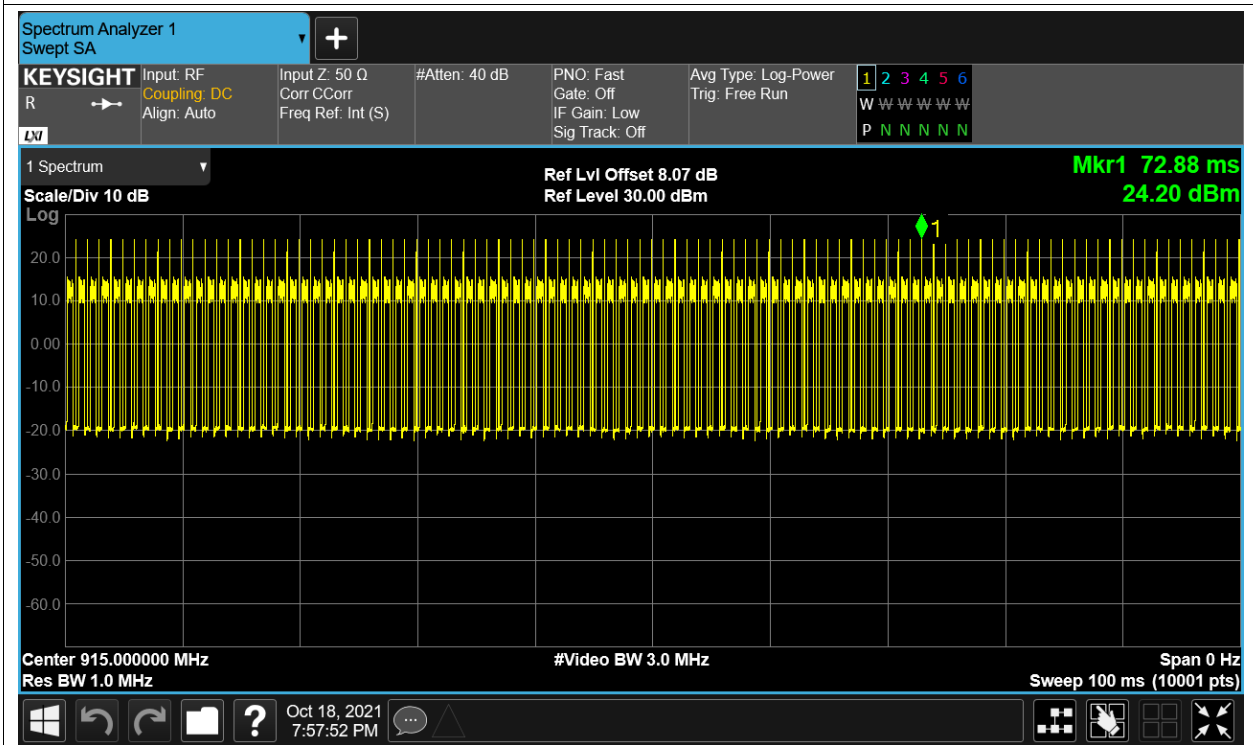 Spectrum Analyzer 1
Swept SA
KEYSIGHT
R
LXI
Input: RF
Coupling: DC
Align: Auto
Input Z: 50 Ω
Corr CCorr
Freq Ref: Int (S)
#Atten: 40 dB
PNO: Fast
Gate: Off
IF Gain: Low
Sig Track: Off
Avg Type: Log-Power
Trig: Free Run
1 2 3 4 5 6
W W W W W W
P N N N N N
1 Spectrum
Scale/Div 10 dB
Log
Ref Lvl Offset 8.07 dB
Ref Level 30.00 dBm
Mkr1 72.88 ms
24.20 dBm
1
20.0
10.0
0.00
-10.0
-20.0
-30.0
-40.0
-50.0
-60.0
Center 915.000000 MHz
Res BW 1.0 MHz
#Video BW 3.0 MHz
Span 0 Hz
Sweep 100 ms (10001 pts)
?
Oct 18, 2021
7:57:52 PM